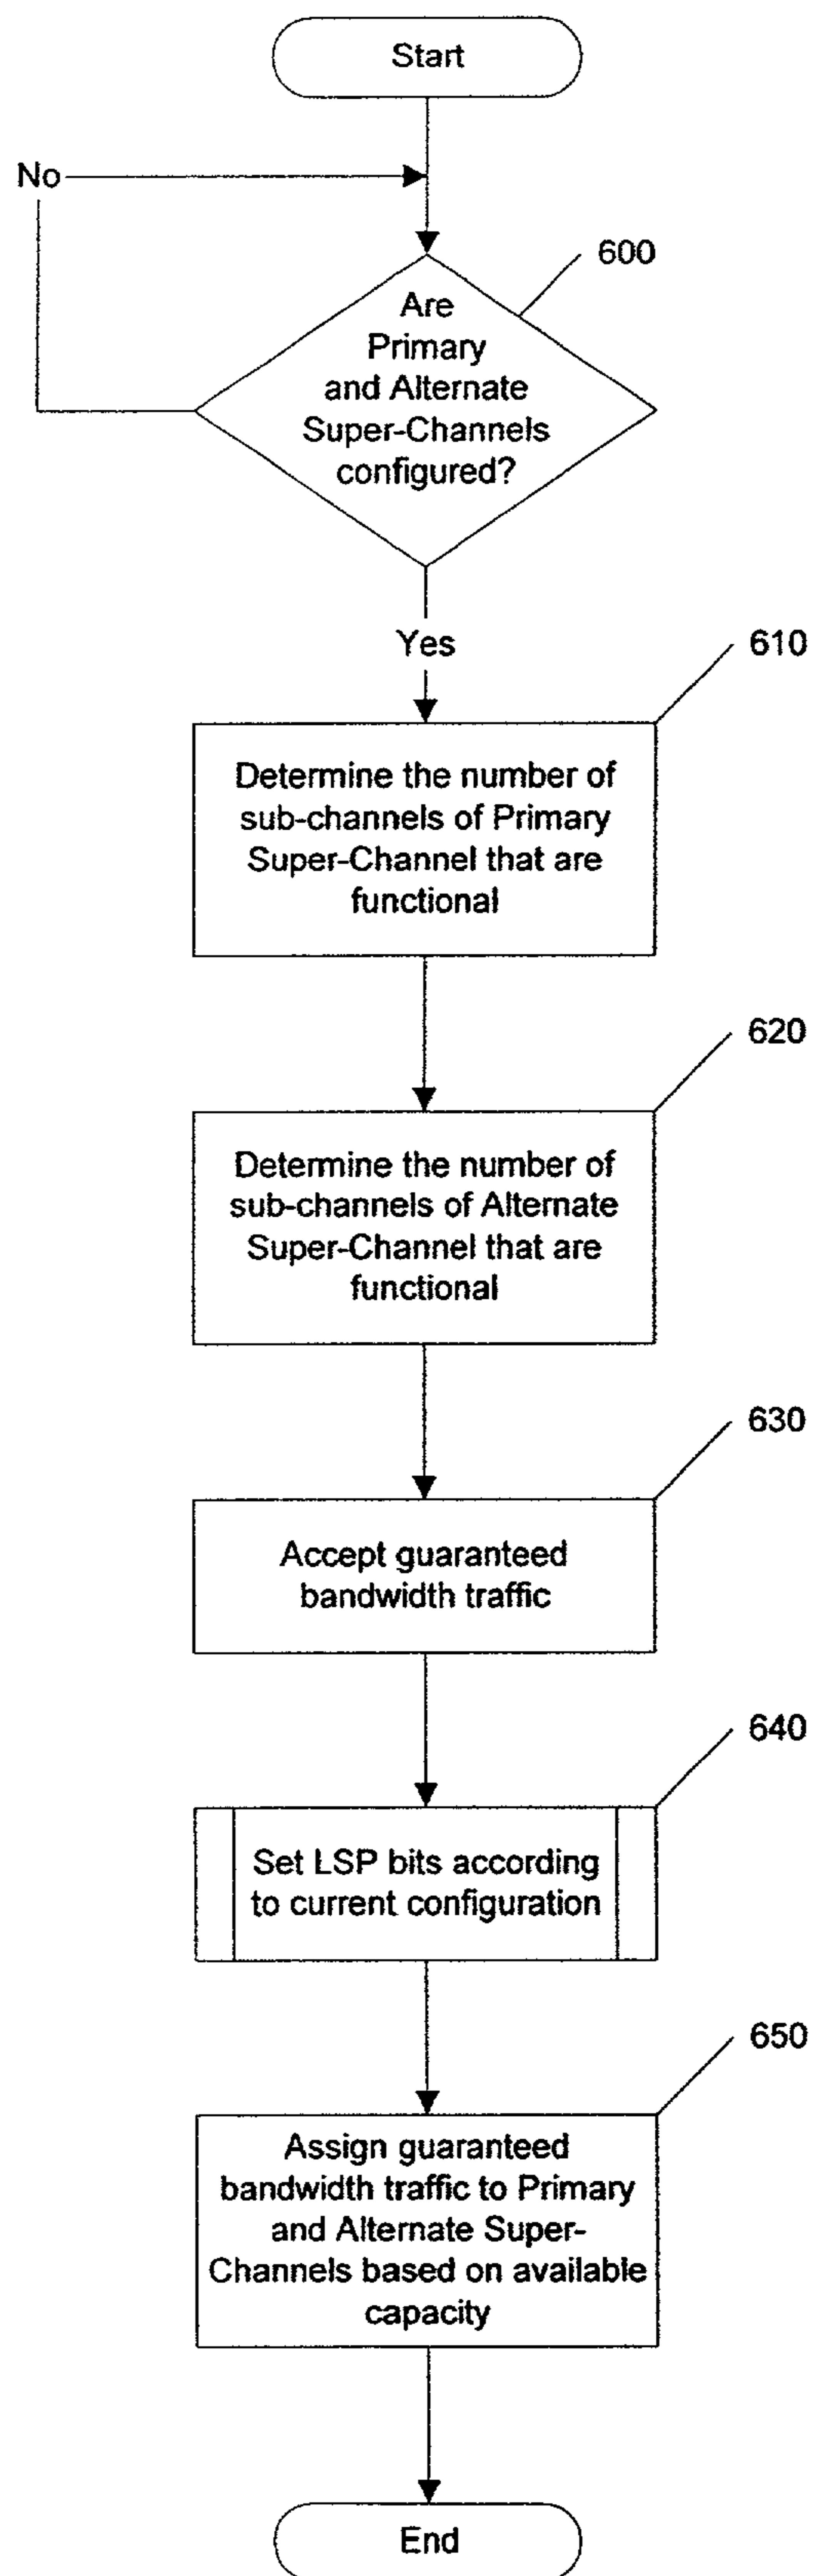 Start
No
600
Are
Primary
and Alternate
Super-Channels
configured?
Yes
610
Determine the number of
sub-channels of Primary
Super-Channel that are
functional
620
Determine the number of
sub-channels of Alternate
Super-Channel that are
functional
630
Accept guaranteed
bandwidth traffic
640
Set LSP bits according
to current configuration
650
Assign guaranteed
bandwidth traffic to Primary
and Alternate Super-
Channels based on available
capacity
End